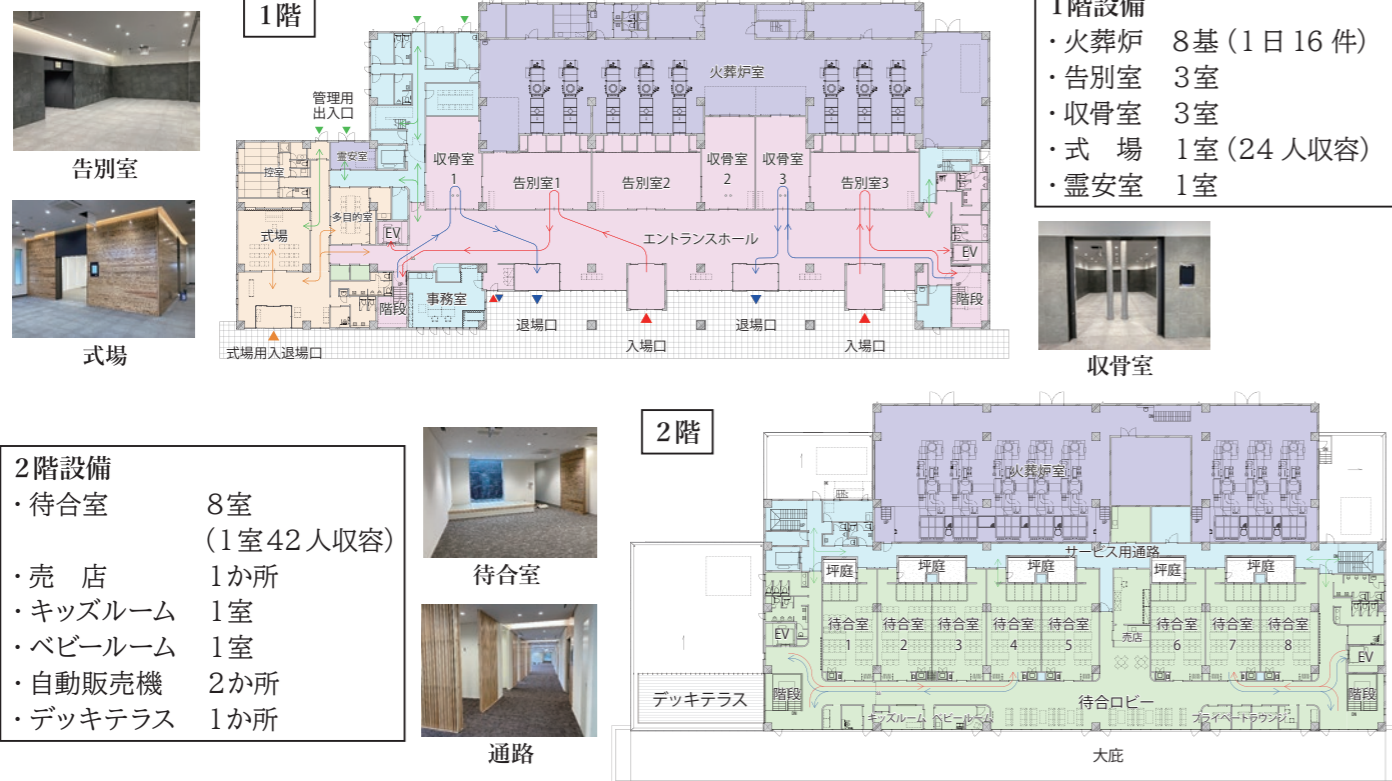 1階
告別室
式場
管理用
出入口
霊安室
控室
多目的室
式場
EV
収骨室
1
告別室1
告別室2
収骨室
2
収骨室
3
告別室3
火葬炉室
エントランスホール
EV
階段
事務室
階段
退場口
入場口
退場口
入場口
式場用入退場口
1階設備
・火葬炉 8基(1日16件)
・告別室 3室
・収骨室 3室
・式 場 1室(24人収容)
・霊安室 1室
収骨室
2階設備
・待合室 8室
(1室42人収容)
・売 店 1か所
・キッズルーム 1室
・ベビールーム 1室
・自動販売機 2か所
・デッキテラス 1か所
待合室
通路
2階
火葬炉室
サービス用通路
坪庭
坪庭
坪庭
坪庭
坪庭
待合室
1
待合室
2
待合室
3
待合室
4
待合室
5
売店
待合室
6
待合室
7
待合室
8
EV
EV
階段
階段
デッキテラス
待合ロビー
キッズルーム
ベビールーム
プライベートラウンジ
大庇